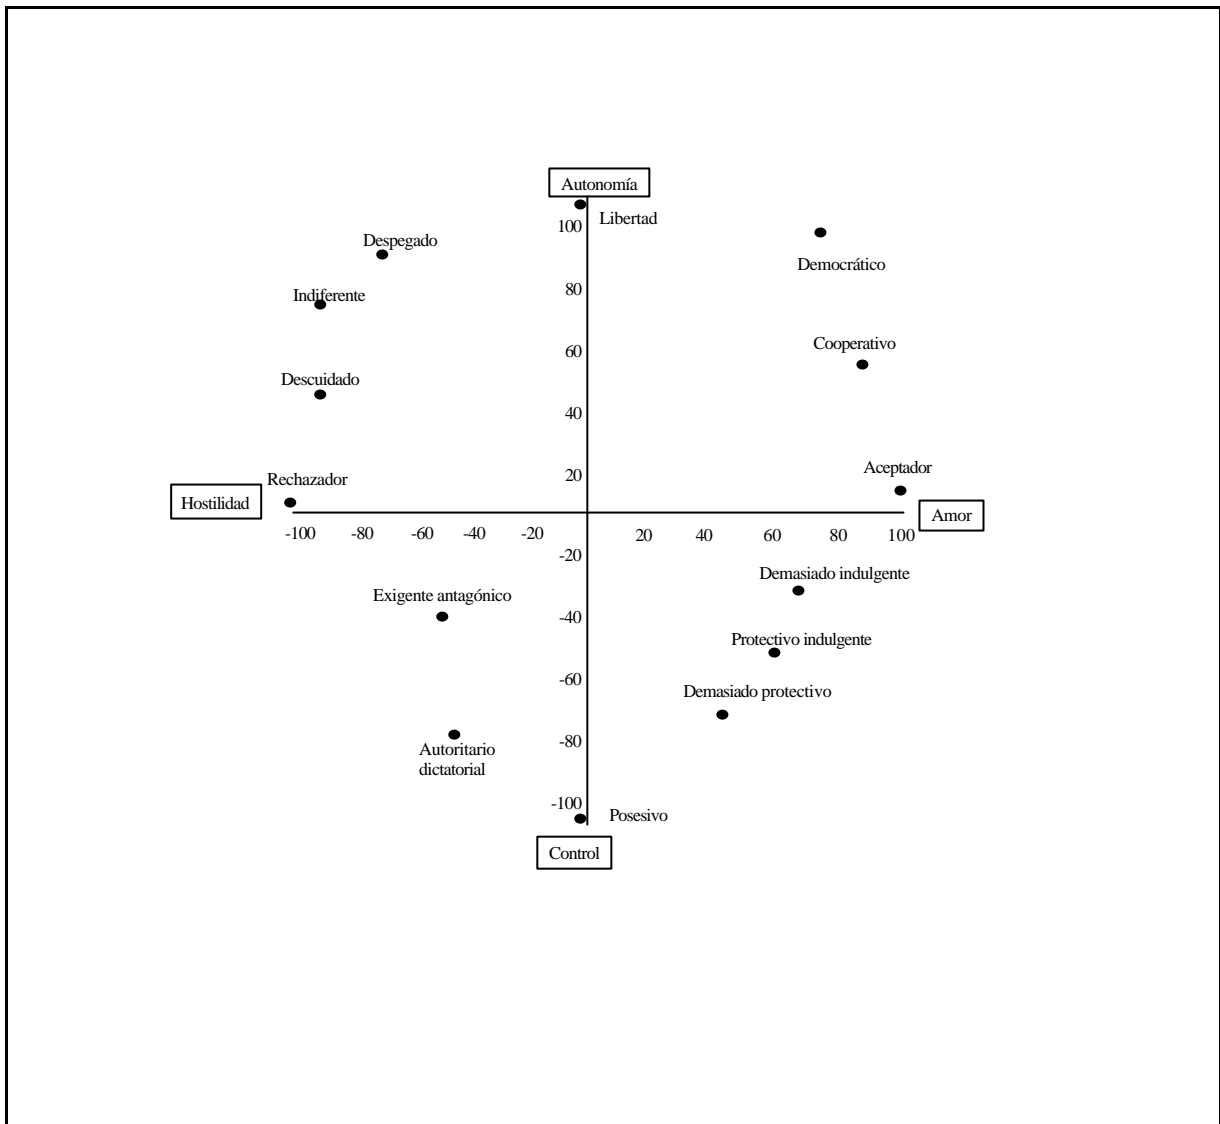 Autonomía
Libertad
100
Despegado
Democrático
Indiferente
80
Cooperativo
60
Descuidado
40
Aceptador
20
Rechazador
Hostilidad
Amor
-100 -80 -60 -40 -20 20 40 60 80 100
-20
Demasiado indulgente
Exigente antagónico
-40
Protectivo indulgente
-60
Demasiado protectivo
-80
Autoritario
dictatorial
-100
Posesivo
Control